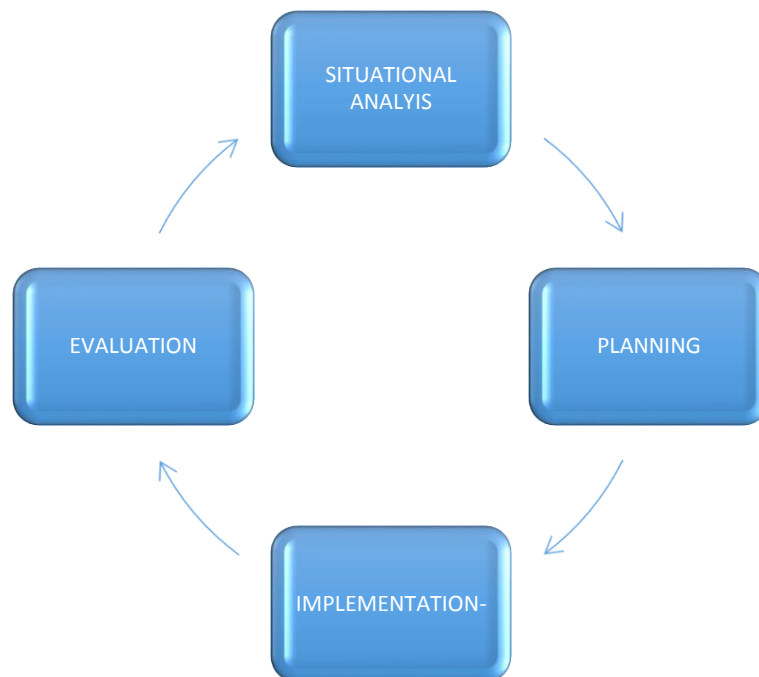 SITUATIONAL
ANALYIS
EVALUATION
PLANNING
IMPLEMENTATION-